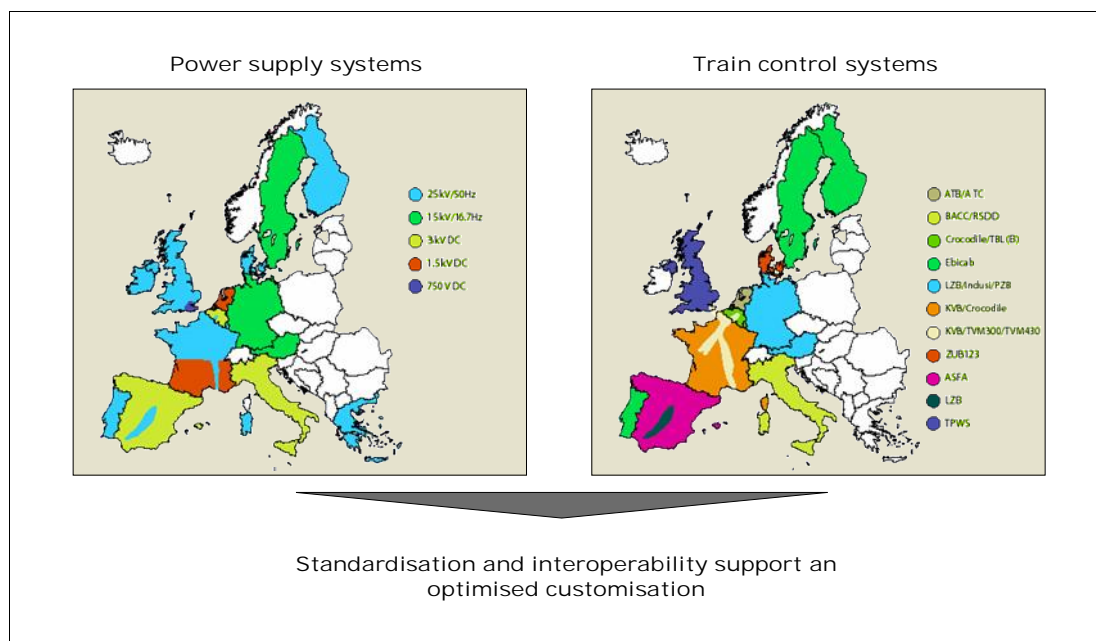 Power supply systems
Train control systems
25kV/50Hz
15kV/16.7Hz
3kV DC
1.5kV DC
750 V DC
ATB/ATC
BACC/RSDD
Crocodile/TBL (B)
Ebicab
LZB/Indusi/PZB
KVB/Crocodile
KVB/TVM300/TVM430
ZUB123
ASFA
LZB
TPWS
Standardisation and interoperability support an
optimised customisation